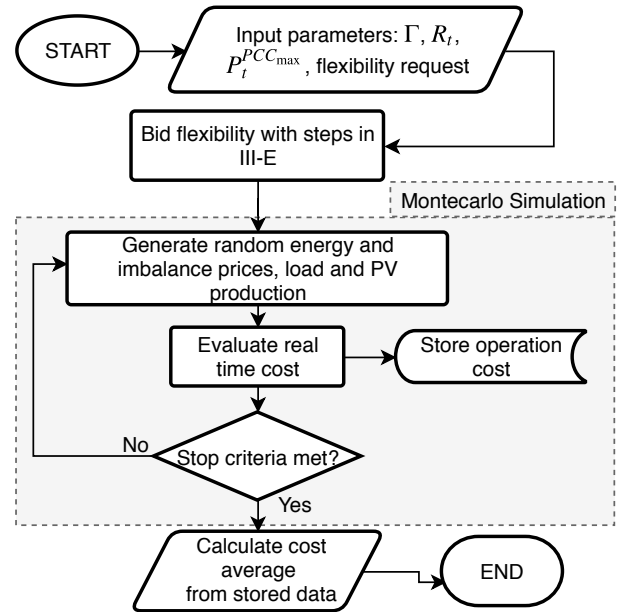 START
Input parameters: Γ, R_t,
P_t^{PCC_max}, flexibility request
Bid flexibility with steps in
III-E
Montecarlo Simulation
Generate random energy and
imbalance prices, load and PV
production
Evaluate real
time cost
Store operation
cost
No
Stop criteria met?
Yes
Calculate cost
average
from stored data
END